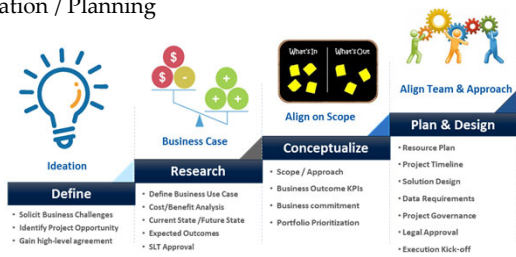 ation / Planning
Ideation
Define
• Solicit Business Challenges
• Identify Project Opportunity
• Gain high-level agreement
$
$
-
+
+
+
Business Case
Research
• Define Business Use Case
• Cost/Benefit Analysis
• Current State /Future State
• Expected Outcomes
• SLT Approval
What's In
What's Out
Align on Scope
Conceptualize
• Scope / Approach
• Business Outcome KPIs
• Business commitment
• Portfolio Prioritization
Align Team & Approach
Plan & Design
• Resource Plan
• Project Timeline
• Solution Design
• Data Requirements
• Project Governance
• Legal Approval
• Execution Kick-off